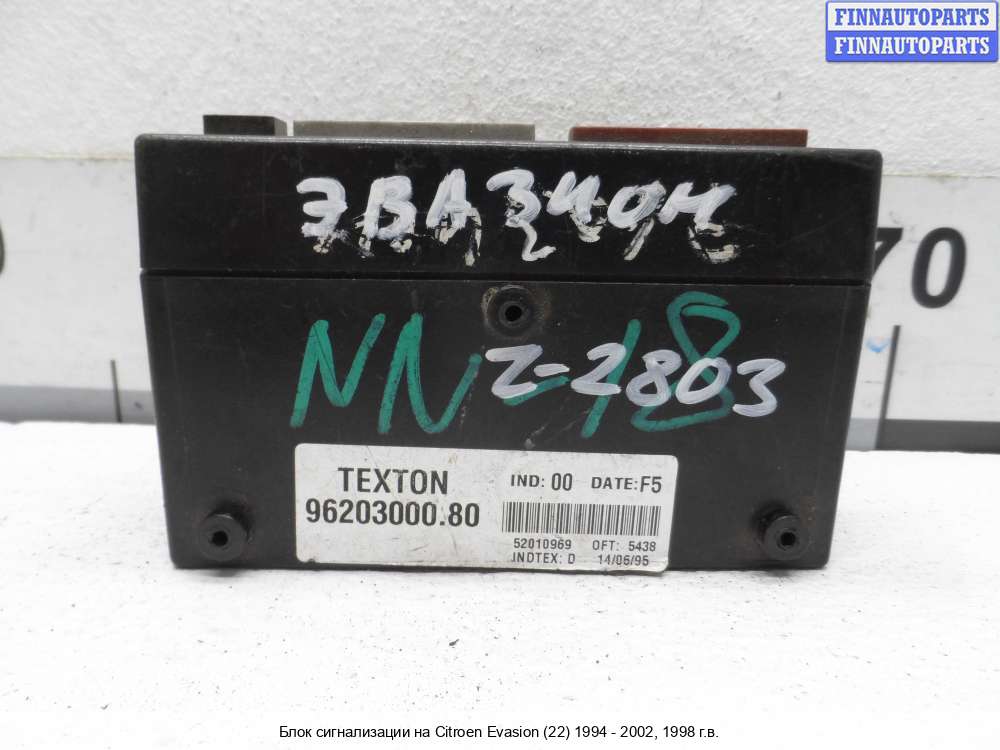 FINNAUTOPARTS
FINNAUTOPARTS
ЭВАЗИОН
70
NN-18
Z-2803
TEXTON
96203000.80
IND: 00 DATE: F5
52010969 OFT: 5438
INDTEX: D 14/06/95
Блок сигнализации на Citroen Evasion (22) 1994 - 2002, 1998 г.в.